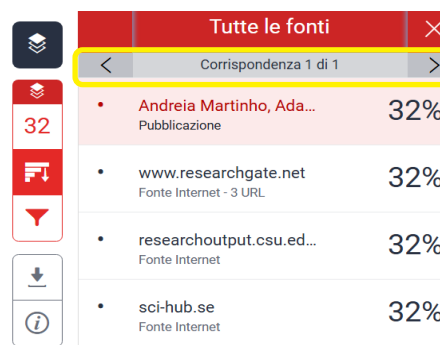 Tutte le fonti
Corrispondenza 1 di 1
32
Andreia Martinho, Ada... 32%
Pubblicazione
www.researchgate.net 32%
Fonte Internet - 3 URL
researchoutput.csu.ed... 32%
Fonte Internet
sci-hub.se 32%
Fonte Internet